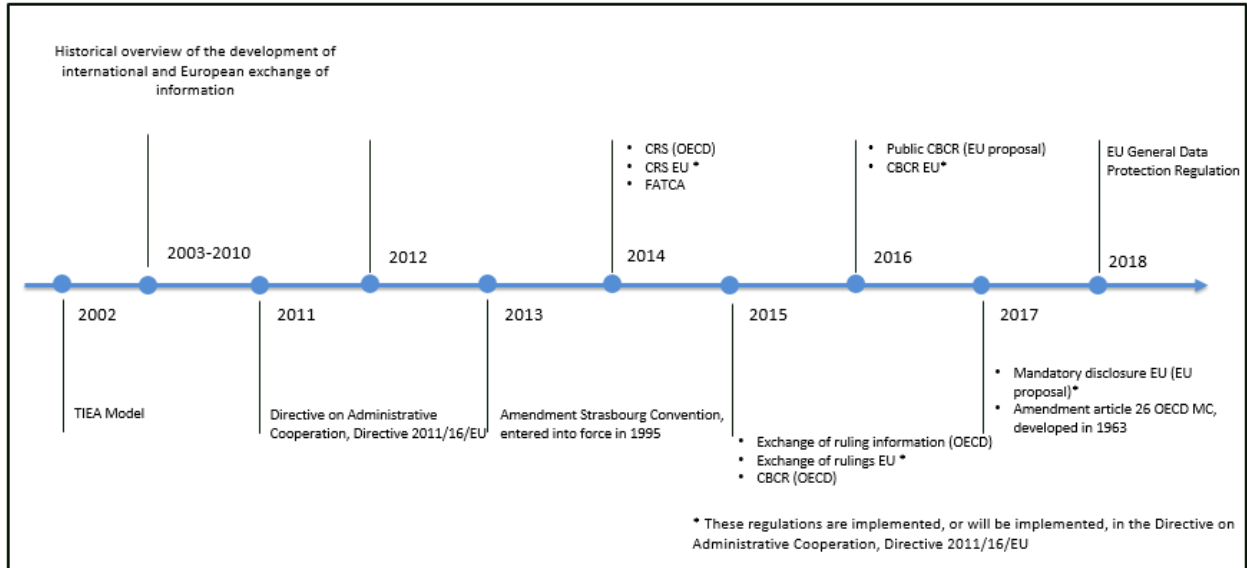 Historical overview of the development of
international and European exchange of
information
• CRS (OECD)
• CRS EU *
• FATCA
• Public CBCR (EU proposal)
• CBCR EU*
EU General Data
Protection Regulation
2003-2010
2012
2014
2016
2018
2002
2011
2013
2015
2017
TIEA Model
Directive on Administrative
Cooperation, Directive 2011/16/EU
Amendment Strasbourg Convention,
entered into force in 1995
• Exchange of ruling information (OECD)
• Exchange of rulings EU *
• CBCR (OECD)
• Mandatory disclosure EU (EU
proposal)*
• Amendment article 26 OECD MC,
developed in 1963
* These regulations are implemented, or will be implemented, in the Directive on
Administrative Cooperation, Directive 2011/16/EU